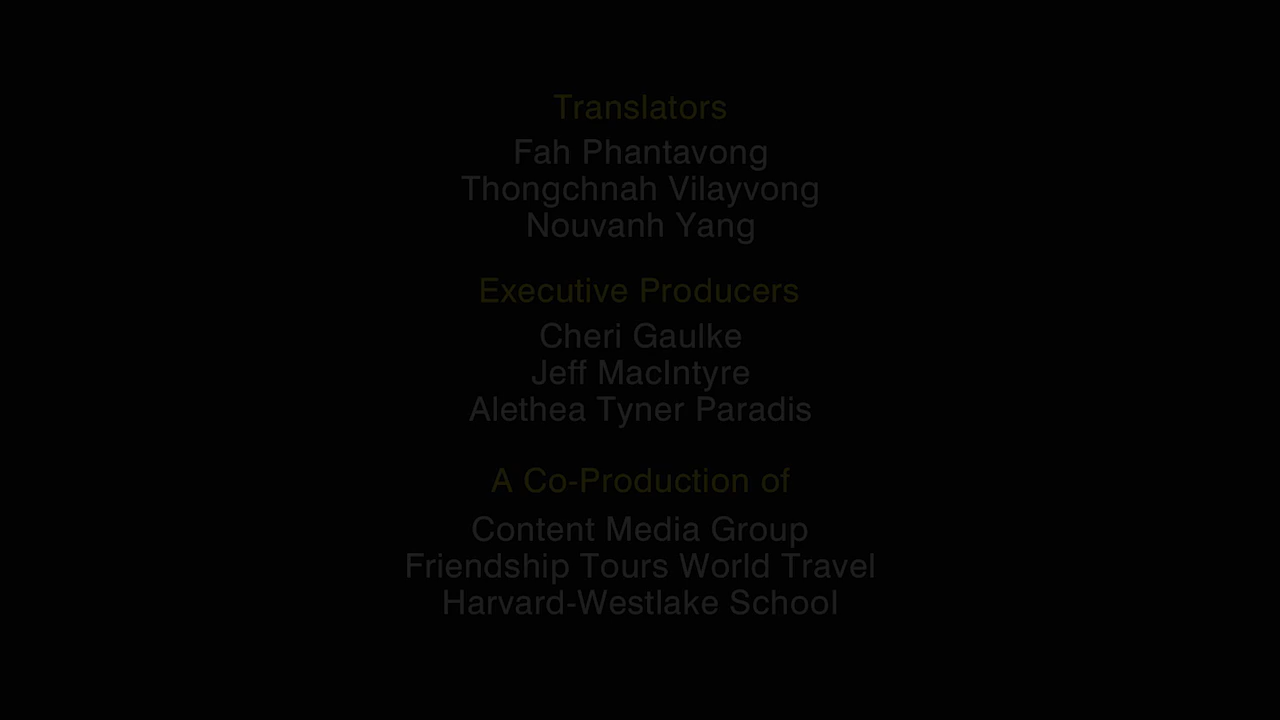 Translators
Fah Phantavong
Thongchnah Vilayvong
Nouvanh Yang
Executive Producers
Cheri Gaulke
Jeff MacIntyre
Alethea Tyner Paradis
A Co-Production of
Content Media Group
Friendship Tours World Travel
Harvard-Westlake School